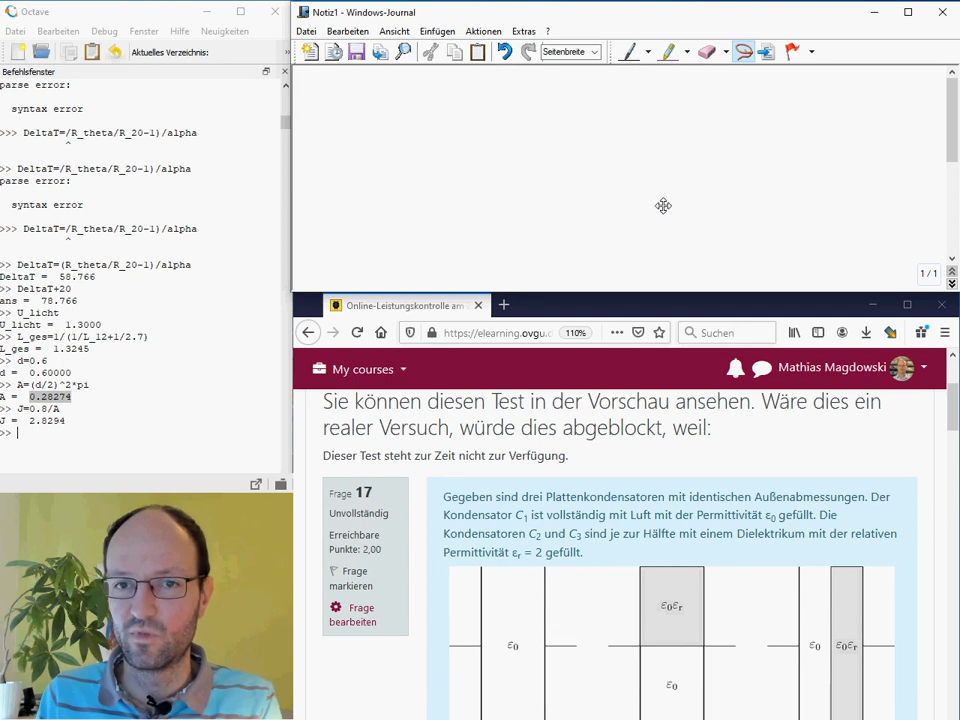 Octave
Datei Bearbeiten Debug Fenster Hilfe Neuigkeiten
Aktuelles Verzeichnis:
Befehlsfenster
parse error:
syntax error
>>> DeltaT=/R_theta/R_20-1)/alpha
^
>> DeltaT=/R_theta/R_20-1)/alpha
parse error:
syntax error
>>> DeltaT=/R_theta/R_20-1)/alpha
^
>> DeltaT=(R_theta/R_20-1)/alpha
DeltaT = 58.766
>> DeltaT+20
ans = 78.766
>> U_licht
U_licht = 1.3000
>> L_ges=1/(1/L_12+1/2.7)
L_ges = 1.3245
>> d=0.6
d = 0.60000
>> A=(d/2)^2*pi
A = 0.28274
>> J=0.8/A
J = 2.8294
>>
Notiz1 - Windows-Journal
Datei Bearbeiten Ansicht Einfügen Aktionen Extras ?
Seitenbreite
1 / 1
Online-Leistungskontrolle am
https://elearning.ovgu.d
110%
Suchen
My courses
Mathias Magdowski
Sie können diesen Test in der Vorschau ansehen. Wäre dies ein
realer Versuch, würde dies abgeblockt, weil:
Dieser Test steht zur Zeit nicht zur Verfügung.
Frage 17
Unvollständig
Erreichbare
Punkte: 2,00
Frage
markieren
Frage
bearbeiten
Gegeben sind drei Plattenkondensatoren mit identischen Außenabmessungen. Der
Kondensator C₁ ist vollständig mit Luft mit der Permittivität ε₀ gefüllt. Die
Kondensatoren C₂ und C₃ sind je zur Hälfte mit einem Dielektrikum mit der relativen
Permittivität εᵣ = 2 gefüllt.
ε₀
ε₀εᵣ
ε₀
ε₀
ε₀εᵣ